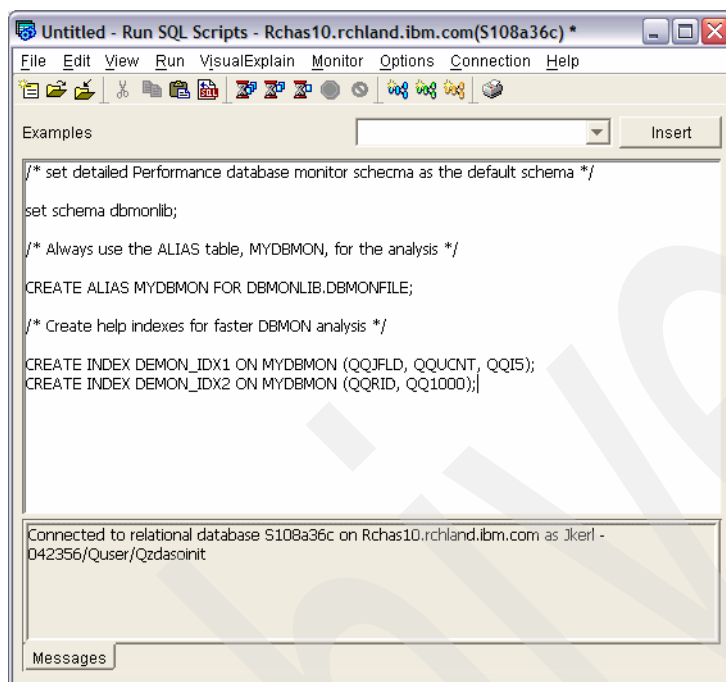 Untitled - Run SQL Scripts - Rchas10.rchland.ibm.com(S108a36c) *
File Edit View Run VisualExplain Monitor Options Connection Help
Examples Insert
/* set detailed Performance database monitor schecma as the default schema */
set schema dbmonlib;
/* Always use the ALIAS table, MYDBMON, for the analysis */
CREATE ALIAS MYDBMON FOR DBMONLIB.DBMONFILE;
/* Create help indexes for faster DBMON analysis */
CREATE INDEX DEMON_IDX1 ON MYDBMON (QQJFLD, QQUCNT, QQI5);
CREATE INDEX DEMON_IDX2 ON MYDBMON (QQRID, QQ1000);
Connected to relational database S108a36c on Rchas10.rchland.ibm.com as Jkerl -
042356/Quser/Qzdasoinit
Messages